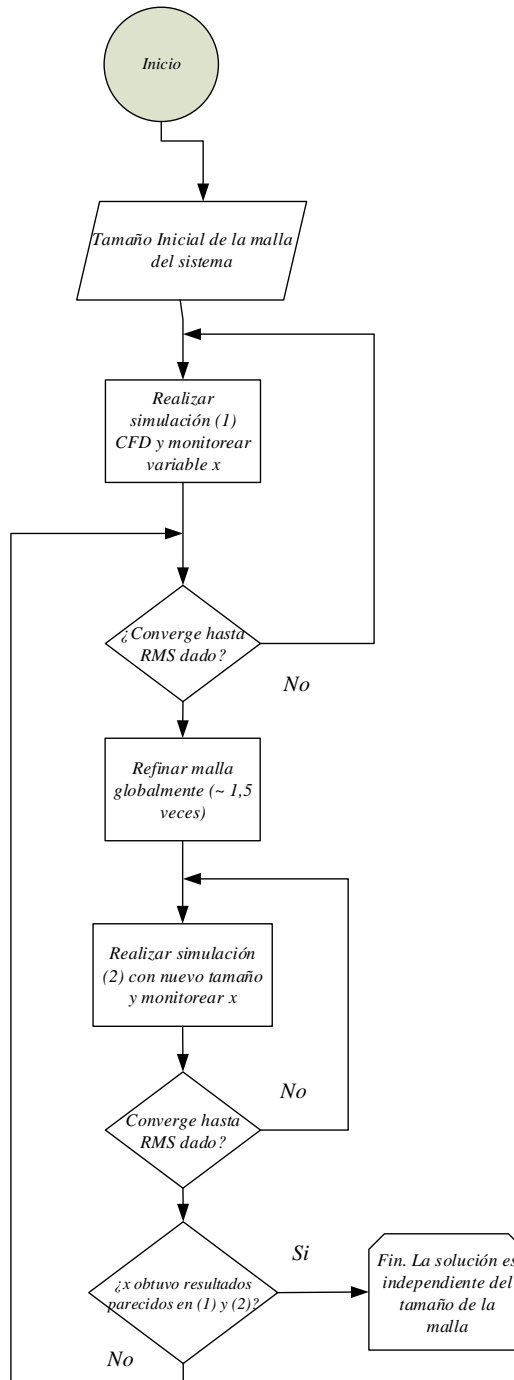 Inicio
Tamaño Inicial de la malla
del sistema
Realizar
simulación (1)
CFD y monitorear
variable x
¿Converge hasta
RMS dado?
No
Refinar malla
globalmente (~ 1,5
veces)
Realizar simulación
(2) con nuevo tamaño
y monitorear x
No
Converge hasta
RMS dado?
Si
¿x obtuvo resultados
parecidos en (1) y (2)?
Fin. La solución es
independiente del
tamaño de la
malla
No